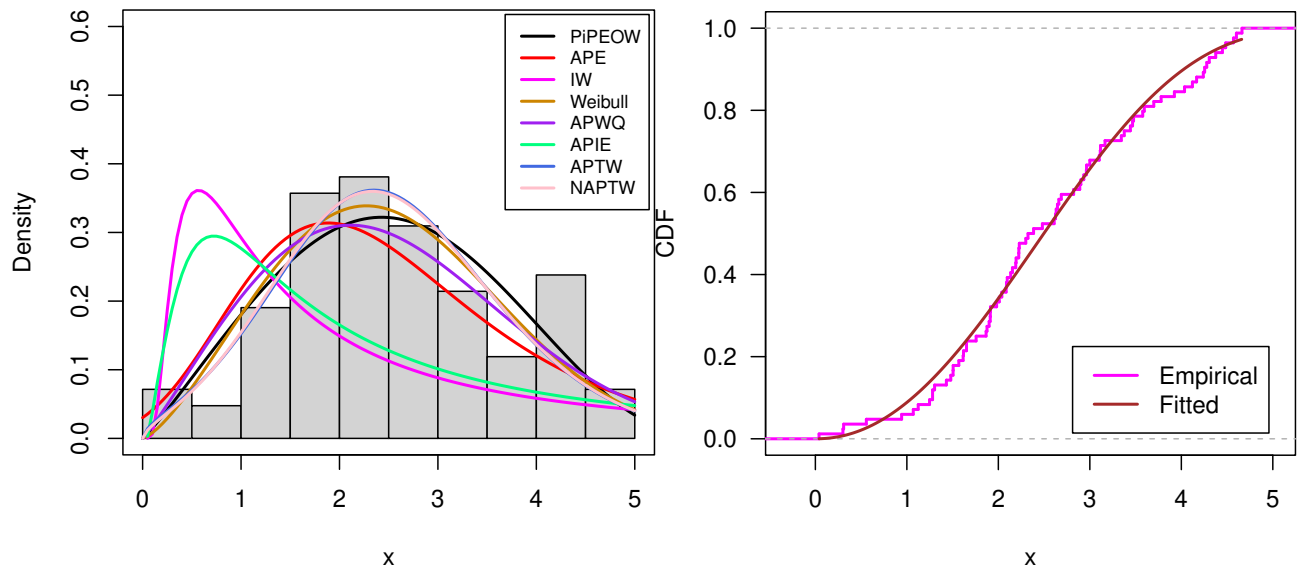 0.6
0.5
0.4
0.3
0.2
0.1
0.0
Density
0 1 2 3 4 5
x
PiPEOW
APE
IW
Weibull
APWQ
APIE
APTW
NAPTW
1.0
0.8
0.6
0.4
0.2
0.0
CDF
0 1 2 3 4 5
x
Empirical
Fitted